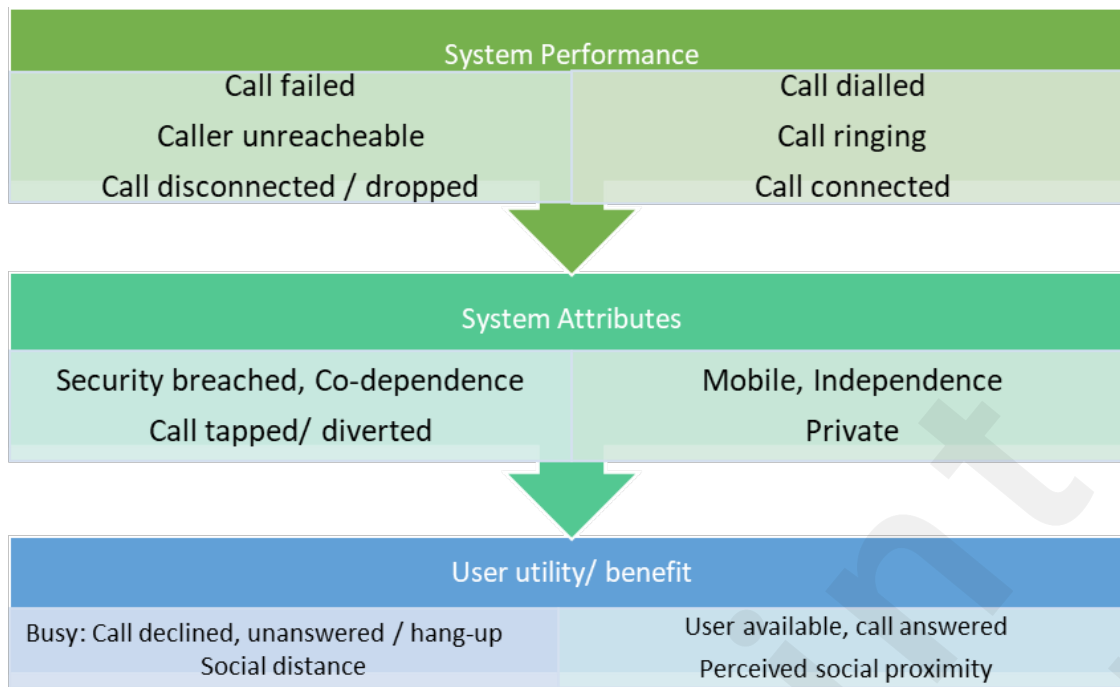 System Performance
Call failed
Caller unreacheable
Call disconnected / dropped
Call dialled
Call ringing
Call connected
System Attributes
Security breached, Co-dependence
Call tapped/ diverted
Mobile, Independence
Private
User utility/ benefit
Busy: Call declined, unanswered / hang-up
Social distance
User available, call answered
Perceived social proximity
int